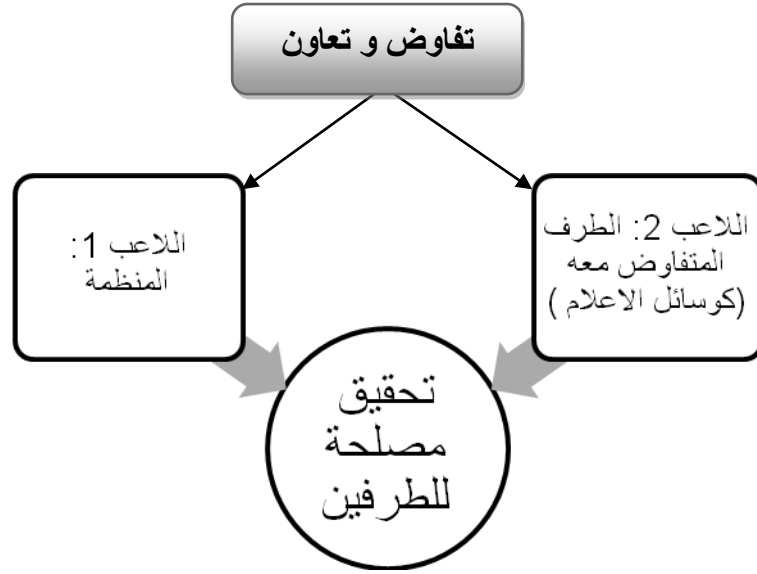 تفاوض و تعاون
اللاعب 2: الطرف
المتفاوض معه
(كوسائل الاعلام )
اللاعب 1:
المنظمة
تحقيق
مصلحة
للطرفين